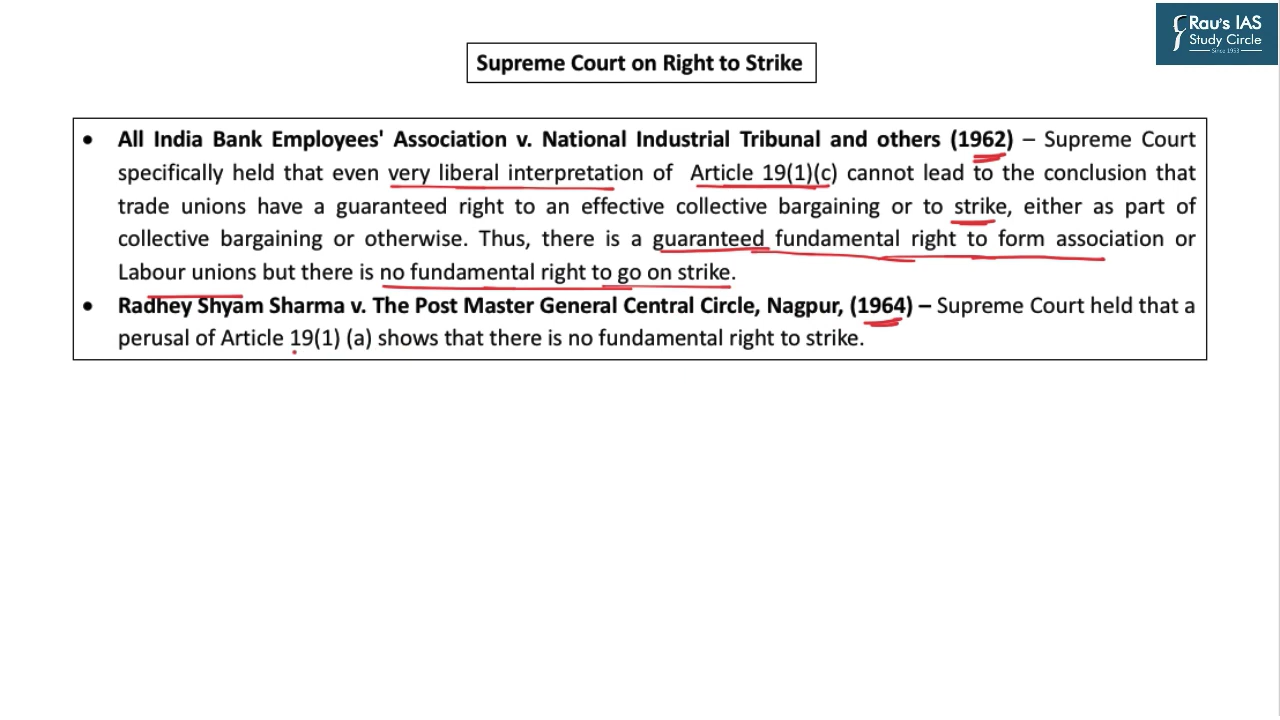 Rau's IAS
Study Circle
Since 1953
Supreme Court on Right to Strike
• All India Bank Employees' Association v. National Industrial Tribunal and others (1962) – Supreme Court
specifically held that even very liberal interpretation of Article 19(1)(c) cannot lead to the conclusion that
trade unions have a guaranteed right to an effective collective bargaining or to strike, either as part of
collective bargaining or otherwise. Thus, there is a guaranteed fundamental right to form association or
Labour unions but there is no fundamental right to go on strike.
• Radhey Shyam Sharma v. The Post Master General Central Circle, Nagpur, (1964) – Supreme Court held that a
perusal of Article 19(1) (a) shows that there is no fundamental right to strike.